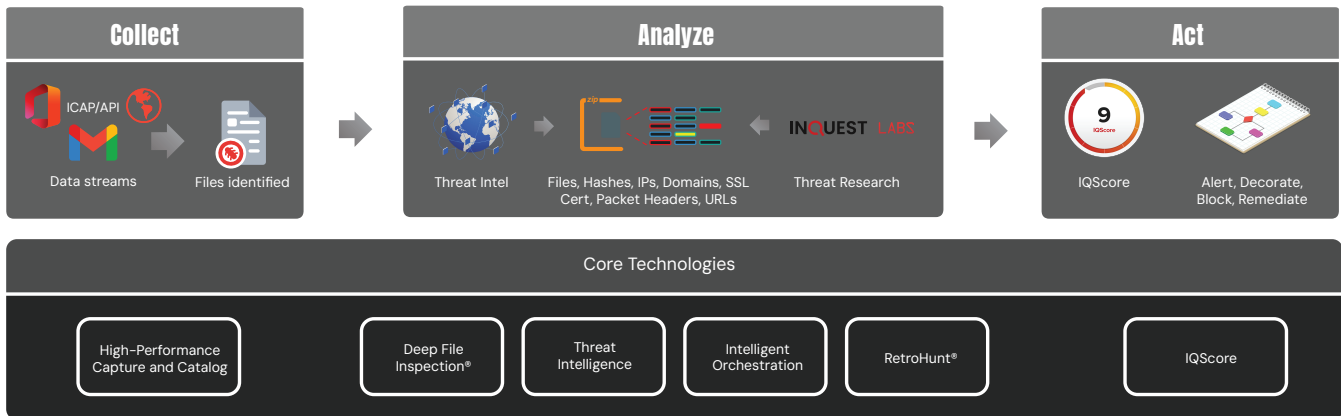 Collect
Analyze
Act
ICAP/API
Data streams
Files identified
Threat Intel
zip
Files, Hashes, IPs, Domains, SSL
Cert, Packet Headers, URLs
INQUEST LABS
Threat Research
9
IQScore
IQScore
Alert, Decorate,
Block, Remediate
Core Technologies
High-Performance
Capture and Catalog
Deep File
Inspection®
Threat
Intelligence
Intelligent
Orchestration
RetroHunt®
IQScore